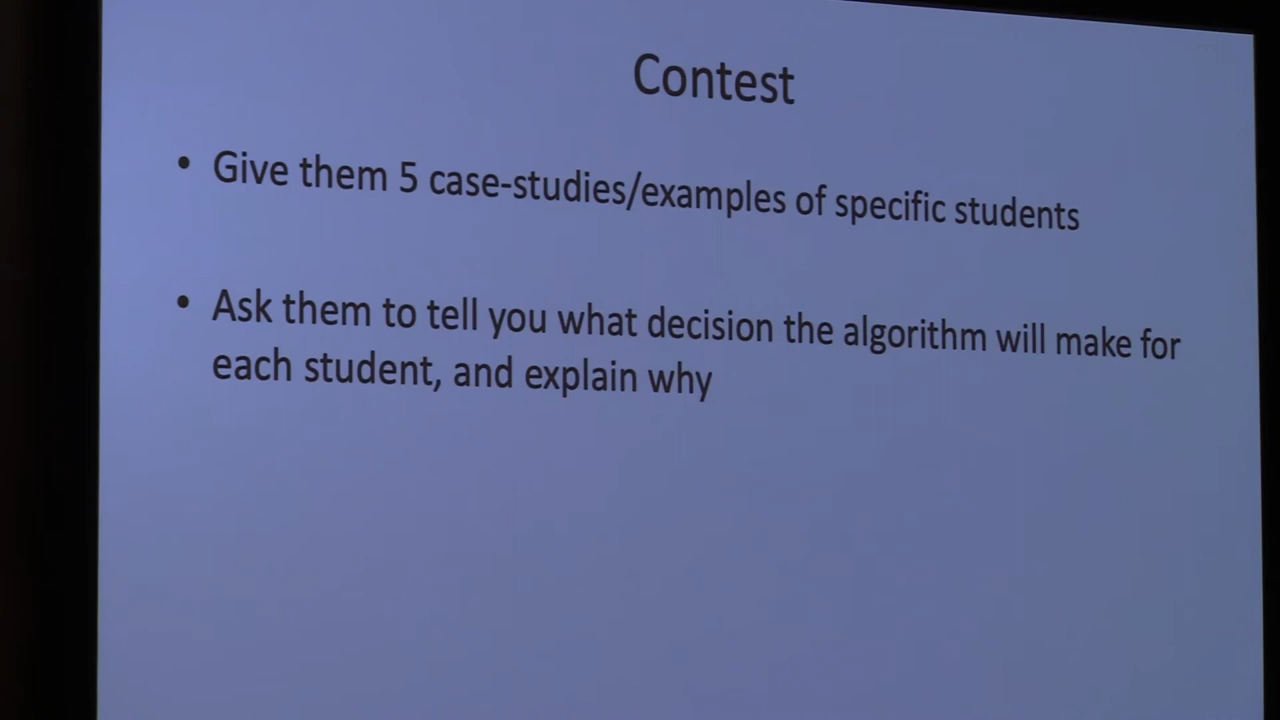 Contest
• Give them 5 case-studies/examples of specific students
• Ask them to tell you what decision the algorithm will make for
each student, and explain why